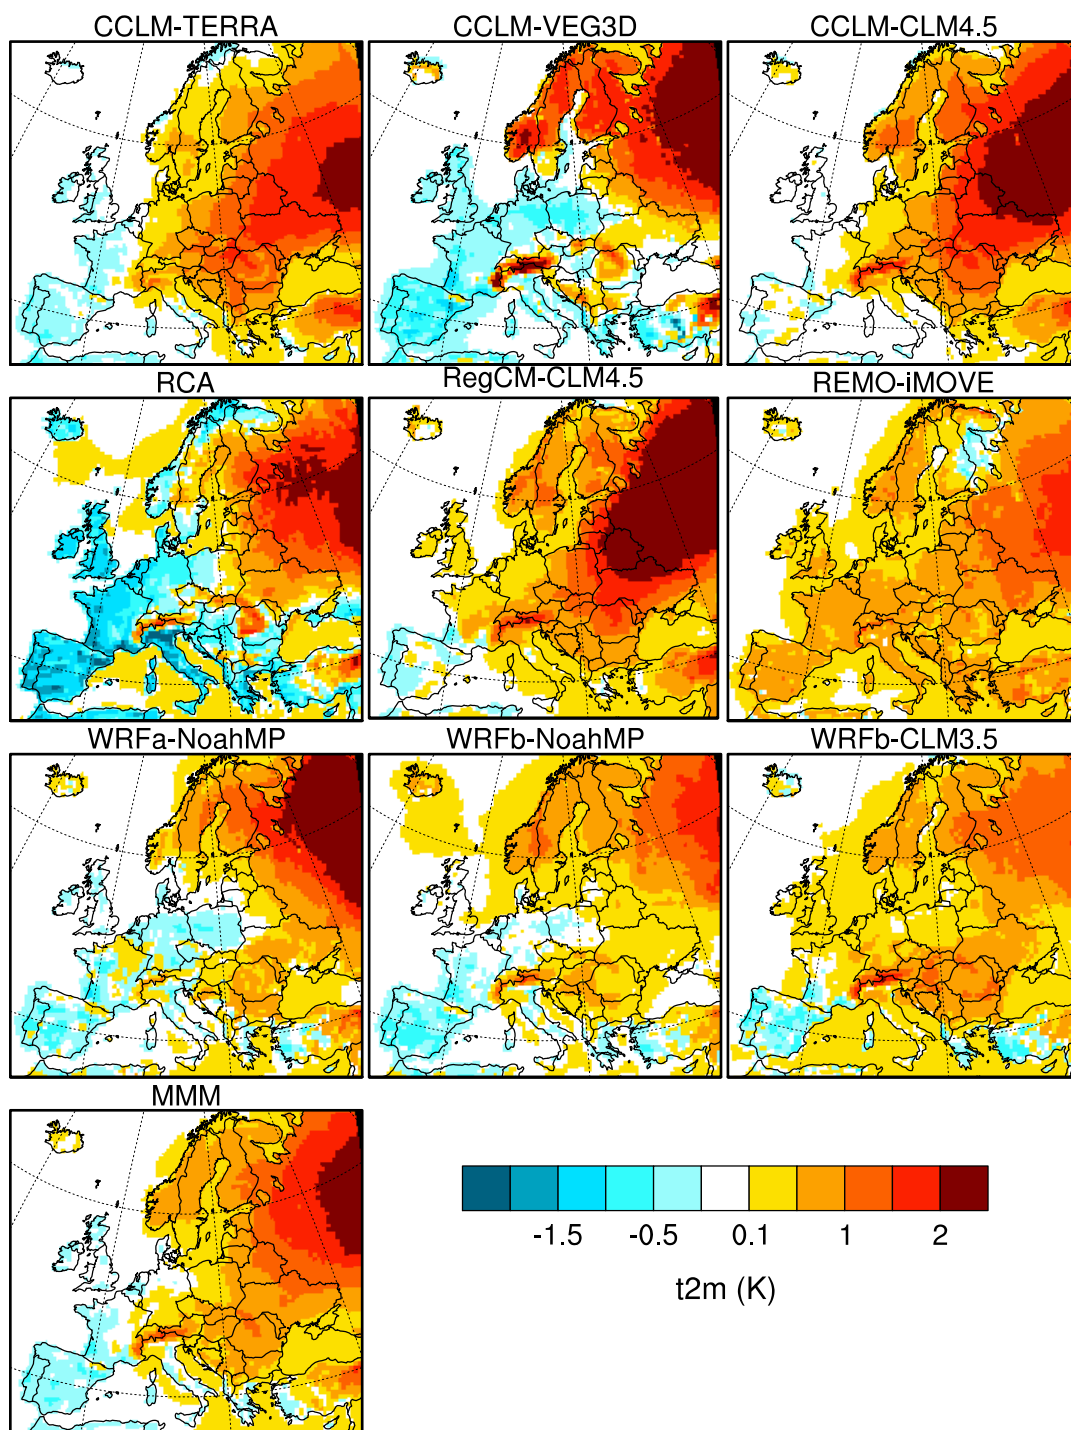 CCLM-TERRA CCLM-VEG3D CCLM-CLM4.5
RCA RegCM-CLM4.5 REMO-iMOVE
WRFa-NoahMP WRFb-NoahMP WRFb-CLM3.5
MMM
-1.5 -0.5 0.1 1 2
t2m (K)